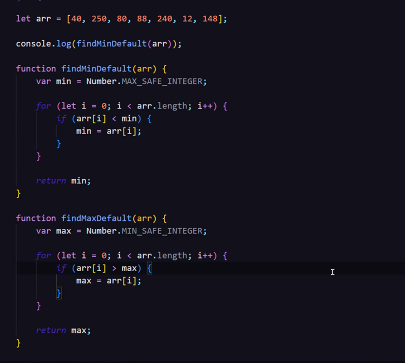 let arr = [40, 250, 80, 88, 240, 12, 148];
console.log(findMinDefault(arr));
function findMinDefault(arr) {
var min = Number.MAX_SAFE_INTEGER;
for (let i = 0; i < arr.length; i++) {
if (arr[i] < min) {
min = arr[i];
}
}
return min;
}
function findMaxDefault(arr) {
var max = Number.MIN_SAFE_INTEGER;
for (let i = 0; i < arr.length; i++) {
if (arr[i] > max) {
max = arr[i];
}
}
return max;
}